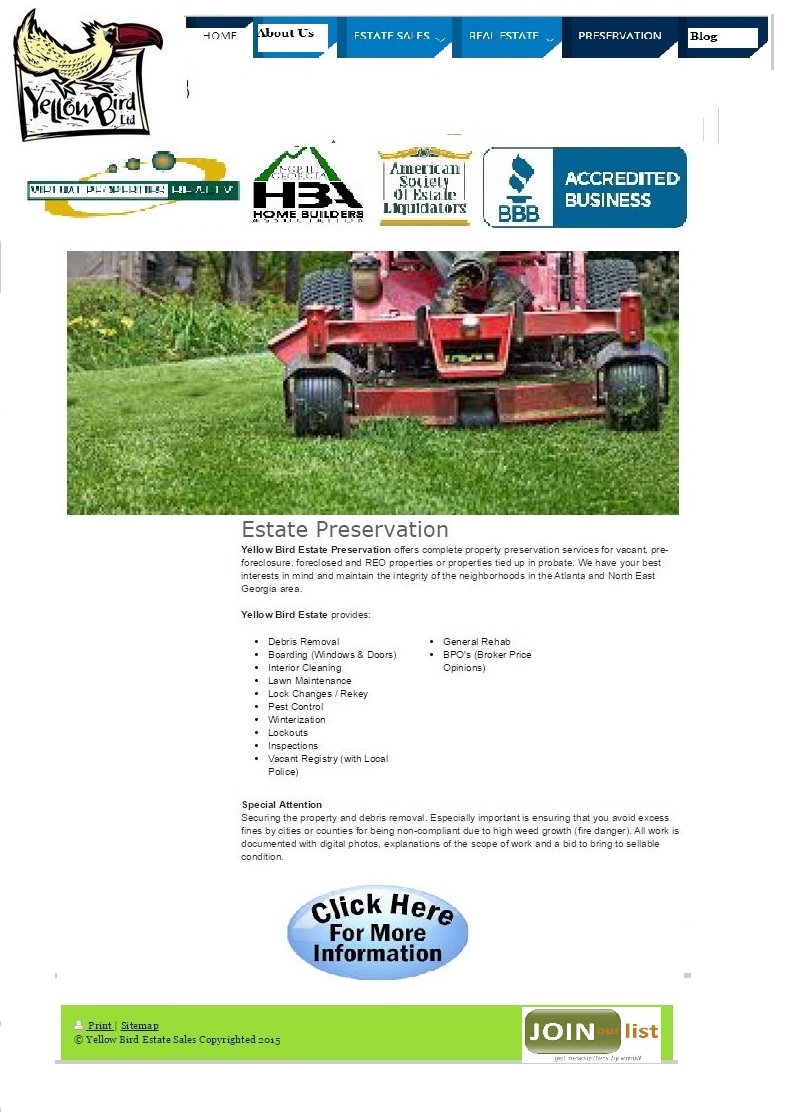 HOME About Us ESTATE SALES REAL ESTATE PRESERVATION Blog
Yellow Bird
Ltd
VIRTUAL PROPERTIES REALTY
GEORGIA
HBA
HOME BUILDERS
ASSOCIATION
American
Society
Of Estate
Liquidators
BBB
ACCREDITED
BUSINESS
Estate Preservation
Yellow Bird Estate Preservation offers complete property preservation services for vacant, pre-
foreclosure, foreclosed and REO properties or properties tied up in probate. We have your best
interests in mind and maintain the integrity of the neighborhoods in the Atlanta and North East
Georgia area.
Yellow Bird Estate provides:
• Debris Removal
• Boarding (Windows & Doors)
• Interior Cleaning
• Lawn Maintenance
• Lock Changes / Rekey
• Pest Control
• Winterization
• Lockouts
• Inspections
• Vacant Registry (with Local
Police)
• General Rehab
• BPO's (Broker Price
Opinions)
Special Attention
Securing the property and debris removal. Especially important is ensuring that you avoid excess
fines by cities or counties for being non-compliant due to high weed growth (fire danger). All work is
documented with digital photos, explanations of the scope of work and a bid to bring to sellable
condition.
Click Here
For More
Information
Print | Sitemap
© Yellow Bird Estate Sales Copyrighted 2015
JOIN our list
get newsletters by email